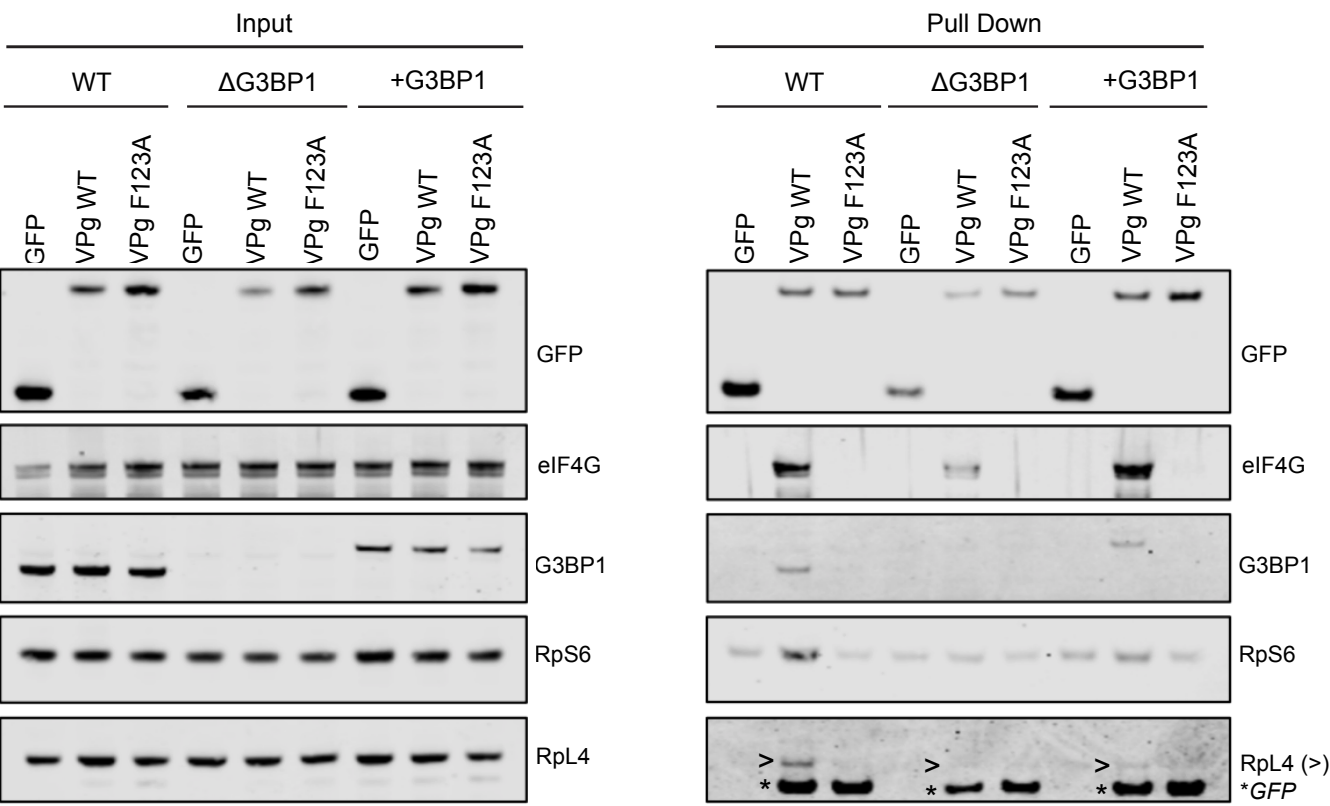 Input
WT ΔG3BP1 +G3BP1
GFP VPg WT VPg F123A GFP VPg WT VPg F123A GFP VPg WT VPg F123A
GFP
eIF4G
G3BP1
RpS6
RpL4
Pull Down
WT ΔG3BP1 +G3BP1
GFP VPg WT VPg F123A GFP VPg WT VPg F123A GFP VPg WT VPg F123A
GFP
eIF4G
G3BP1
RpS6
> > > RpL4 (>)
* * * *GFP